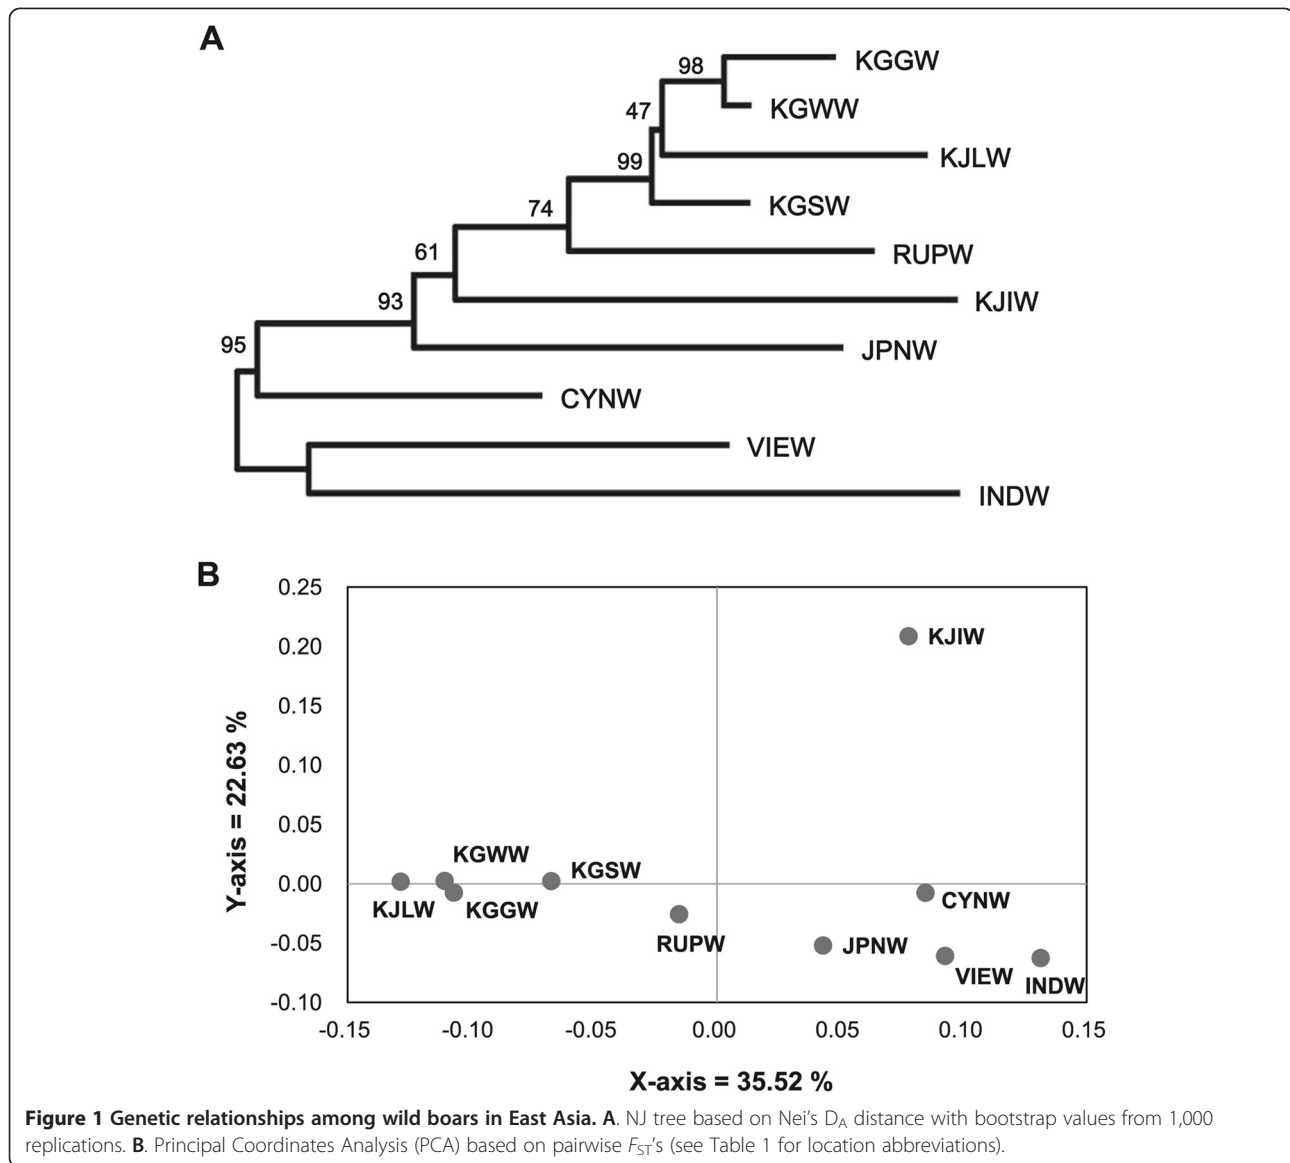 A
98
KGGW
KGWW
47
KJLW
99
KGSW
74
RUPW
61
KJIW
93
JPNW
95
CYNW
VIEW
INDW
B
0.25
0.20
0.15
0.10
0.05
0.00
-0.05
-0.10
Y-axis = 22.63 %
KJIW
KGWW
KGSW
KJLW
KGGW
RUPW
CYNW
JPNW
VIEW
INDW
-0.15
-0.10
-0.05
0.00
0.05
0.10
0.15
X-axis = 35.52 %
Figure 1 Genetic relationships among wild boars in East Asia. A. NJ tree based on Nei's DA distance with bootstrap values from 1,000
replications. B. Principal Coordinates Analysis (PCA) based on pairwise FST's (see Table 1 for location abbreviations).